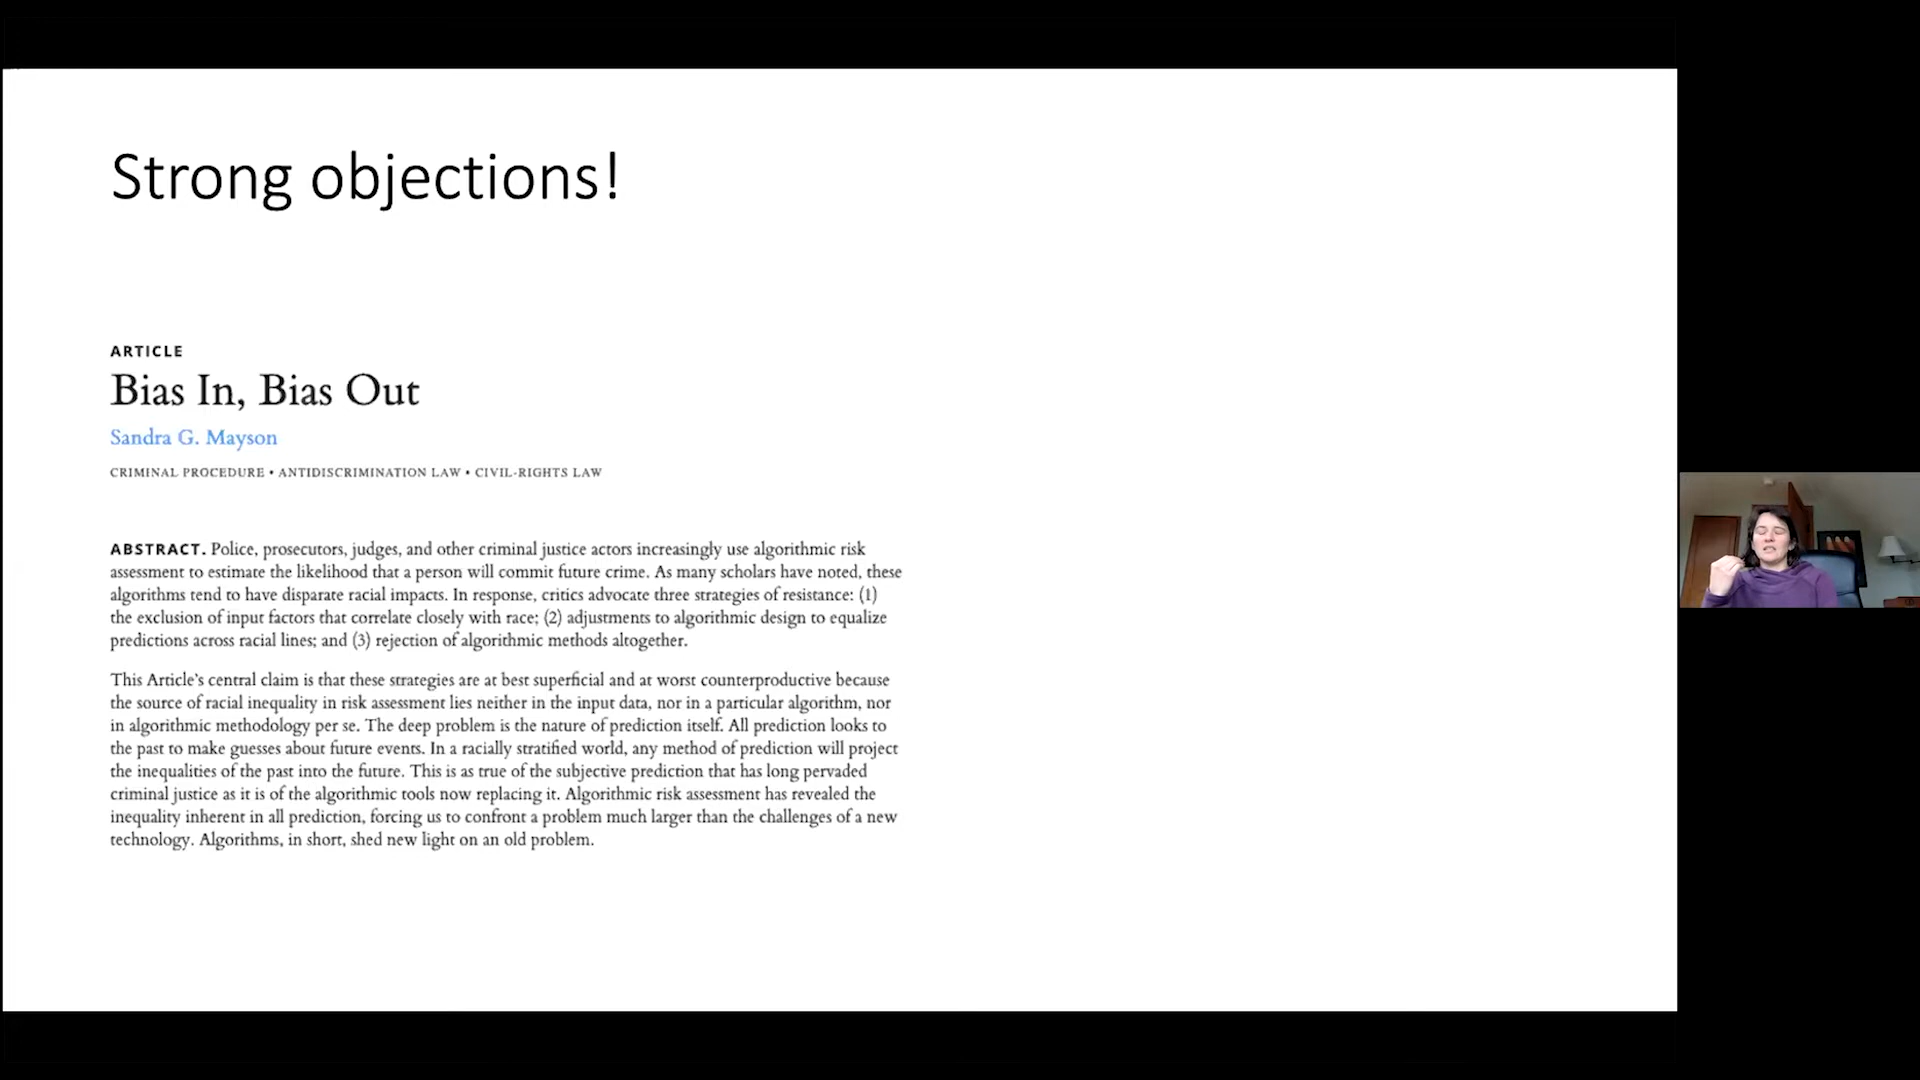 Strong objections!
ARTICLE
Bias In, Bias Out
Sandra G. Mayson
CRIMINAL PROCEDURE • ANTIDISCRIMINATION LAW • CIVIL-RIGHTS LAW
ABSTRACT. Police, prosecutors, judges, and other criminal justice actors increasingly use algorithmic risk
assessment to estimate the likelihood that a person will commit future crime. As many scholars have noted, these
algorithms tend to have disparate racial impacts. In response, critics advocate three strategies of resistance: (1)
the exclusion of input factors that correlate closely with race; (2) adjustments to algorithmic design to equalize
predictions across racial lines; and (3) rejection of algorithmic methods altogether.
This Article's central claim is that these strategies are at best superficial and at worst counterproductive because
the source of racial inequality in risk assessment lies neither in the input data, nor in a particular algorithm, nor
in algorithmic methodology per se. The deep problem is the nature of prediction itself. All prediction looks to
the past to make guesses about future events. In a racially stratified world, any method of prediction will project
the inequalities of the past into the future. This is as true of the subjective prediction that has long pervaded
criminal justice as it is of the algorithmic tools now replacing it. Algorithmic risk assessment has revealed the
inequality inherent in all prediction, forcing us to confront a problem much larger than the challenges of a new
technology. Algorithms, in short, shed new light on an old problem.